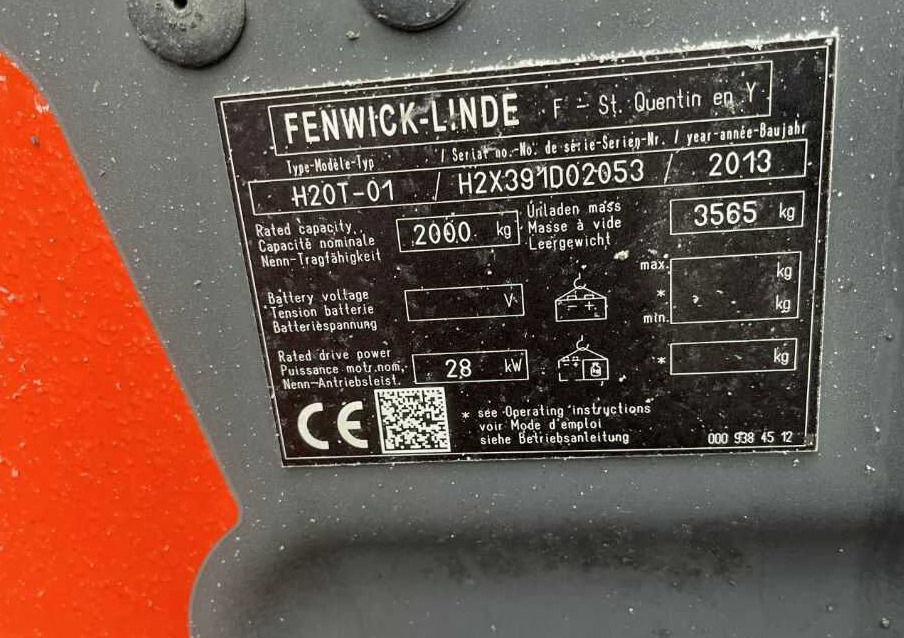 FENWICK-LINDE F - St. Quentin en Y
Type-Modèle-Typ / Serial no.-No. de série-Serien-Nr. / year-année-Baujahr
H20T-01 / H2X391D02053 / 2013
Rated capacity
Capacité nominale
Nenn-Tragfähigkeit
2000 kg
Unladen mass
Masse à vide
Leergewicht
3565 kg
Battery voltage
Tension batterie
Batteriespannung
V
max. kg
*
min. kg
Rated drive power
Puissance motr.nom.
Nenn-Antriebsleist.
28 kW
* kg
CE
* see Operating instructions
voir Mode d'emploi
siehe Betriebsanleitung
000 938 45 12